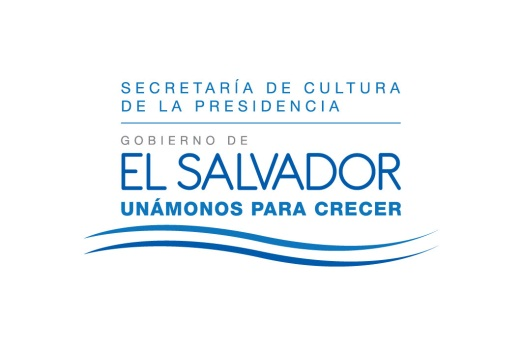 SECRETARÍA DE CULTURA
DE LA PRESIDENCIA
GOBIERNO DE
EL SALVADOR
UNÁMONOS PARA CRECER